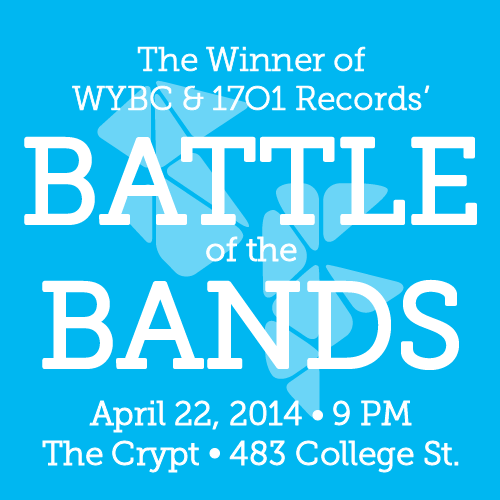 The Winner of
WYBC & 1701 Records’
BATTLE
of the
BANDS
April 22, 2014 • 9 PM
The Crypt • 483 College St.